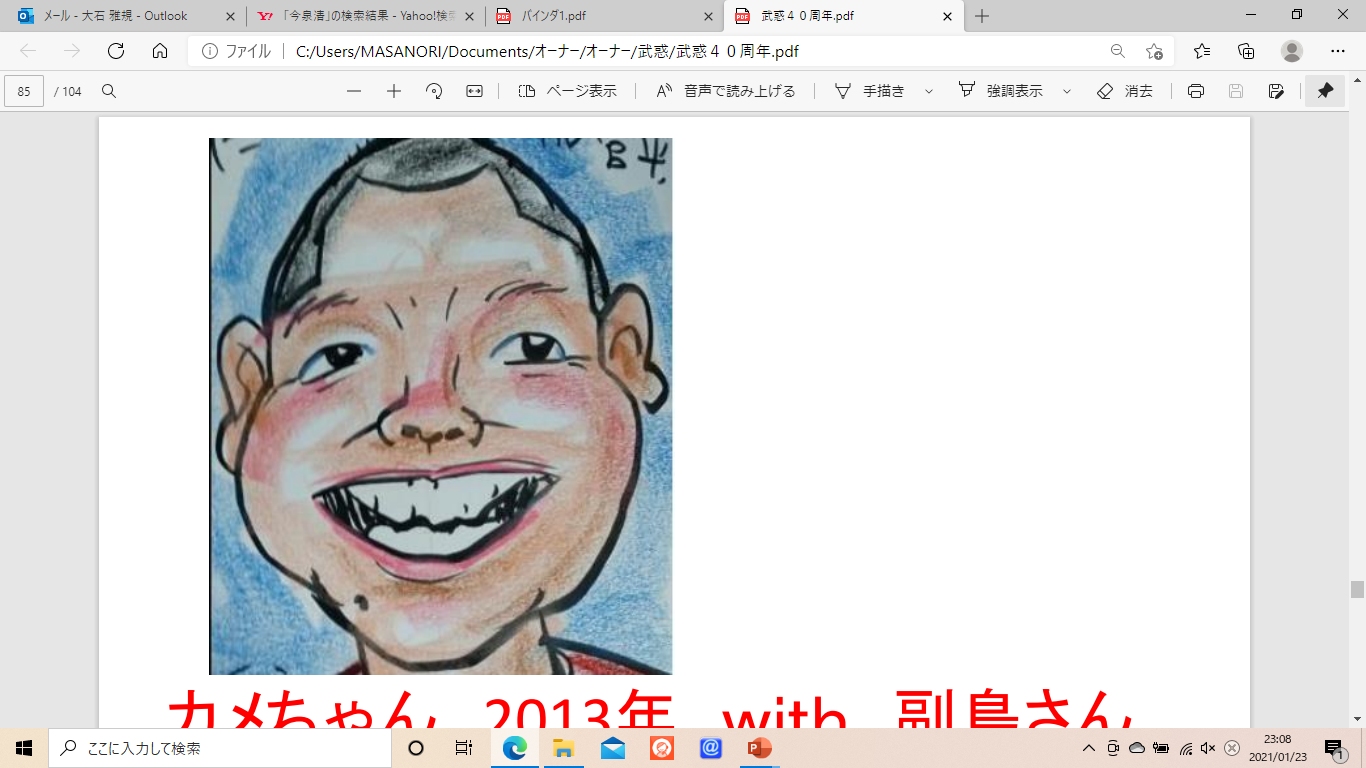 メール - 大石 雅規 - Outlook
「今泉清」の検索結果 - Yahoo!検索
バインダ1.pdf
武惑４０周年.pdf
ファイル
C:/Users/MASANORI/Documents/オーナー/オーナー/武惑/武惑４０周年.pdf
85 / 104
ページ表示
音声で読み上げる
手描き
強調表示
消去
カメちゃん 2013年 with 副島さん
ここに入力して検索
23:08
2021/01/23
1